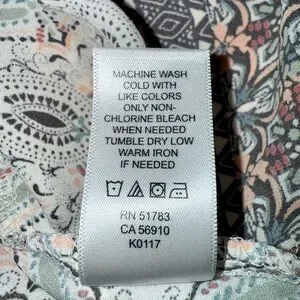 MACHINE WASH
COLD WITH
LIKE COLORS
ONLY NON-
CHLORINE BLEACH
WHEN NEEDED
TUMBLE DRY LOW
WARM IRON
IF NEEDED
RN 51783
CA 56910
K0117